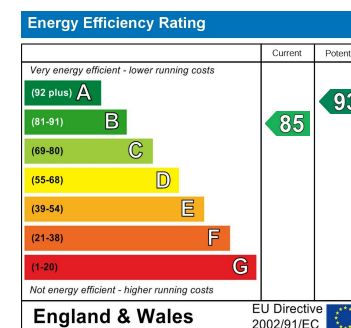 Energy Efficiency Rating
Current Potent
Very energy efficient - lower running costs
(92 plus) A
(81-91) B
(69-80) C
(55-68) D
(39-54) E
(21-38) F
(1-20) G
85
93
Not energy efficient - higher running costs
England & Wales
EU Directive
2002/91/EC